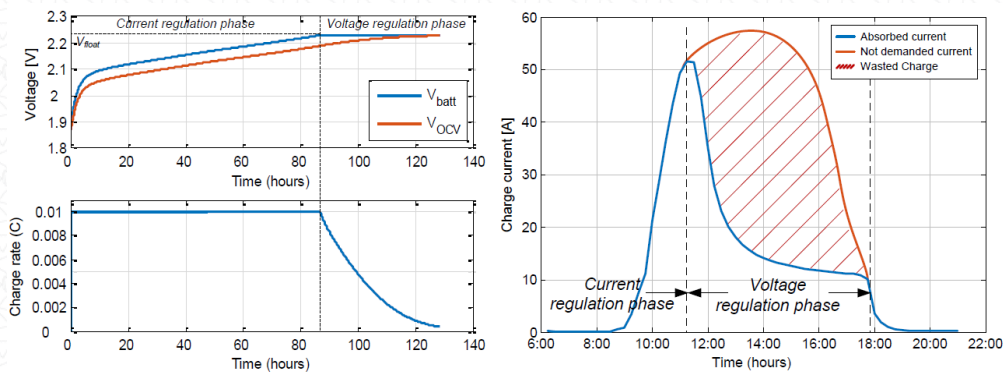 Current regulation phase
Voltage regulation phase
2.3
2.2
2.1
2
1.9
1.8
V_float
Voltage [V]
V_batt
V_OCV
0
20
40
60
80
100
120
140
Time (hours)
0.01
0.008
0.006
0.004
0.002
0
Charge rate (C)
0
20
40
60
80
100
120
140
Time (hours)
60
50
40
30
20
10
0
Charge current [A]
Absorbed current
Not demanded current
Wasted Charge
Current
regulation phase
Voltage
regulation phase
6:00
8:00
10:00
12:00
14:00
16:00
18:00
20:00
22:00
Time (hours)